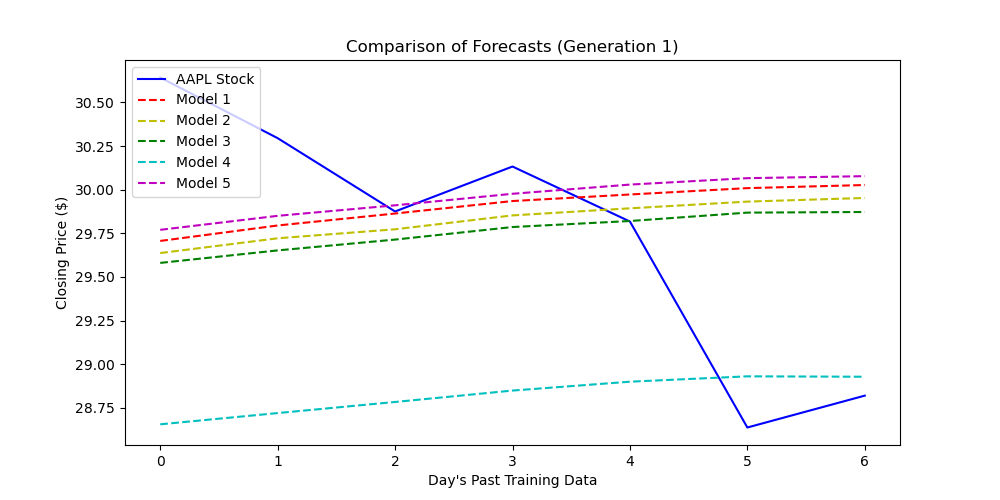 Comparison of Forecasts (Generation 1)
AAPL Stock
Model 1
Model 2
Model 3
Model 4
Model 5
30.50
30.25
30.00
29.75
29.50
29.25
29.00
28.75
Closing Price ($)
0 1 2 3 4 5 6
Day's Past Training Data